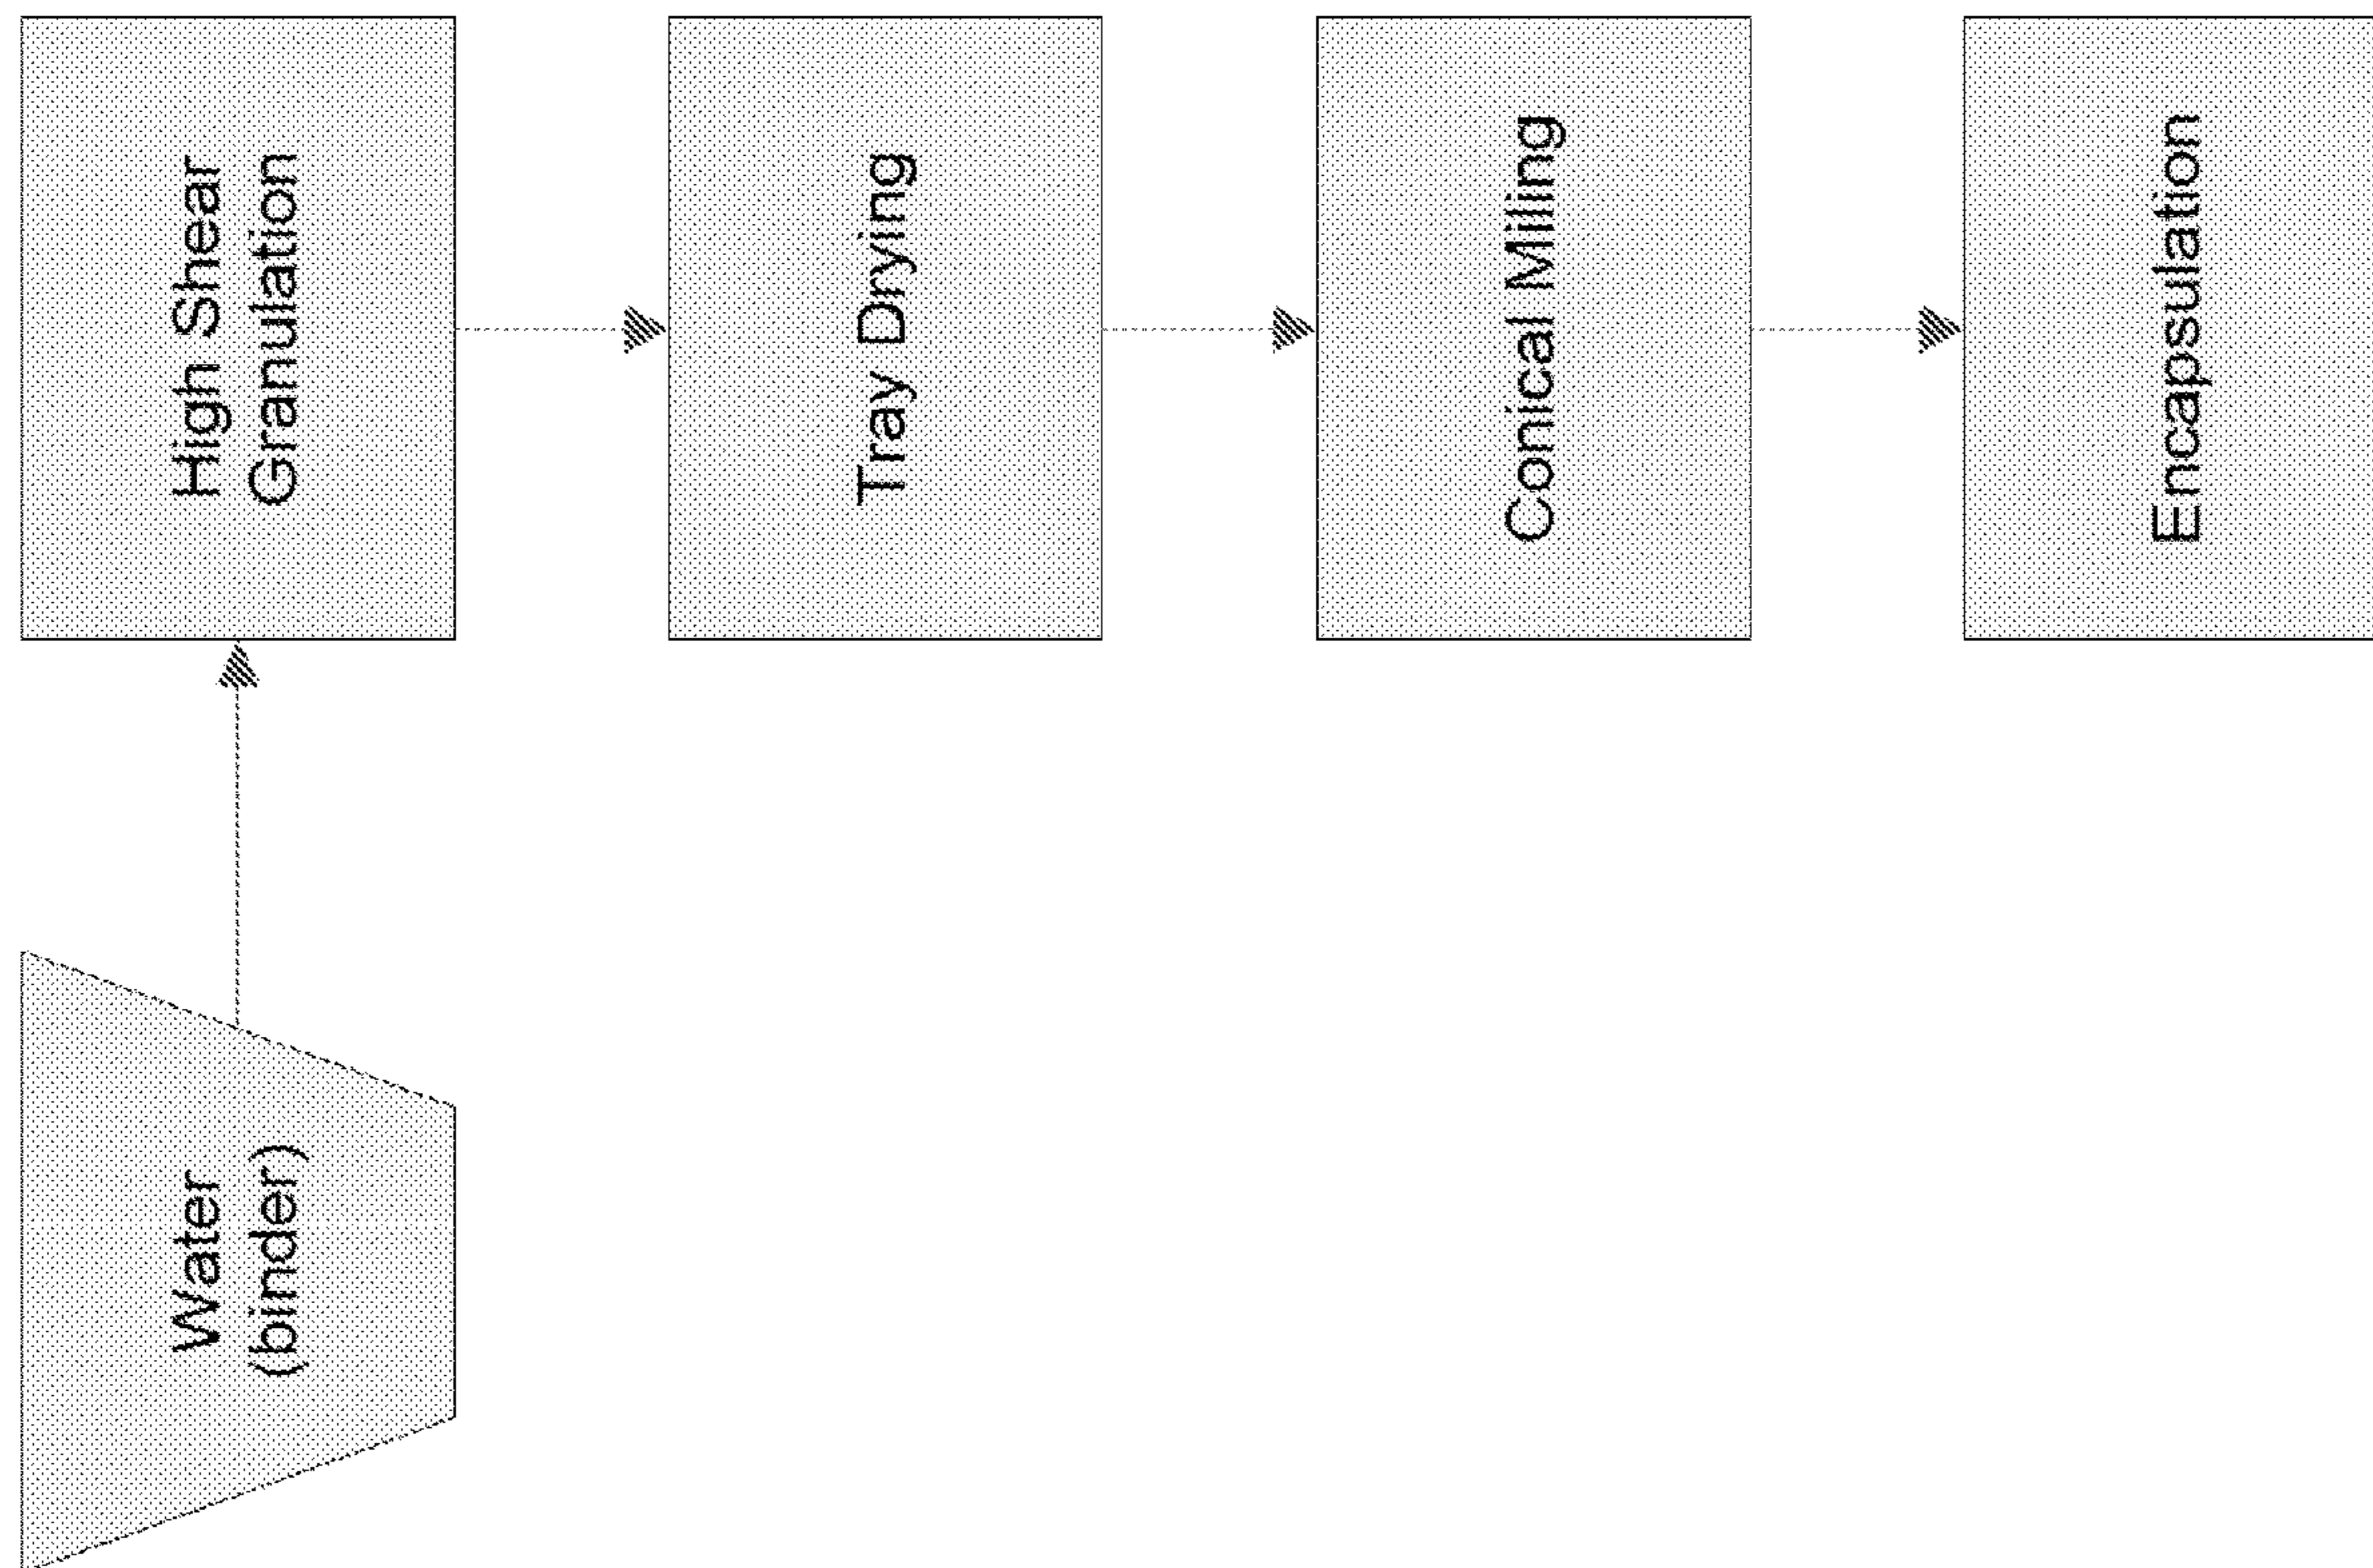 Water
(binder)
High Shear
Granulation
Tray Drying
Conical Milling
Encapsulation